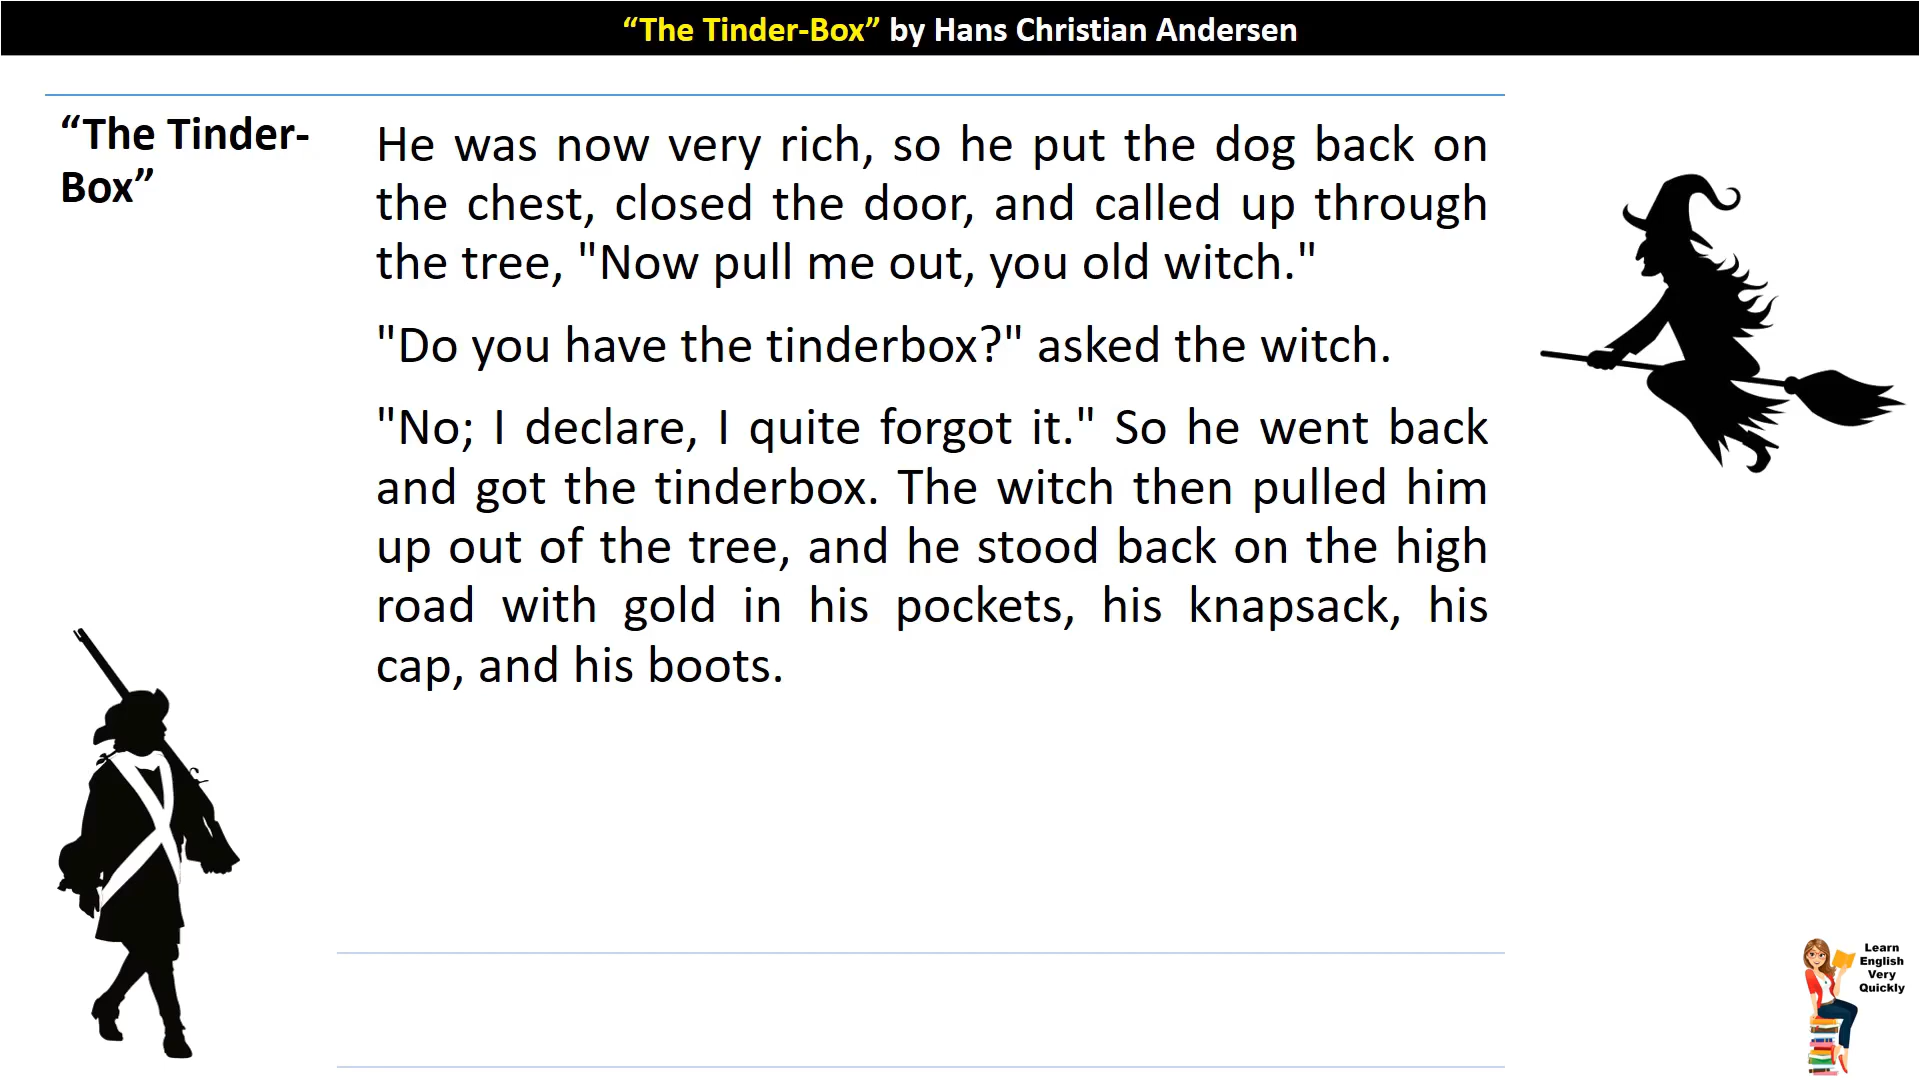 “The Tinder-Box” by Hans Christian Andersen
“The Tinder-
Box”
He was now very rich, so he put the dog back on
the chest, closed the door, and called up through
the tree, "Now pull me out, you old witch."
"Do you have the tinderbox?" asked the witch.
"No; I declare, I quite forgot it." So he went back
and got the tinderbox. The witch then pulled him
up out of the tree, and he stood back on the high
road with gold in his pockets, his knapsack, his
cap, and his boots.
Learn
English
Very
Quickly